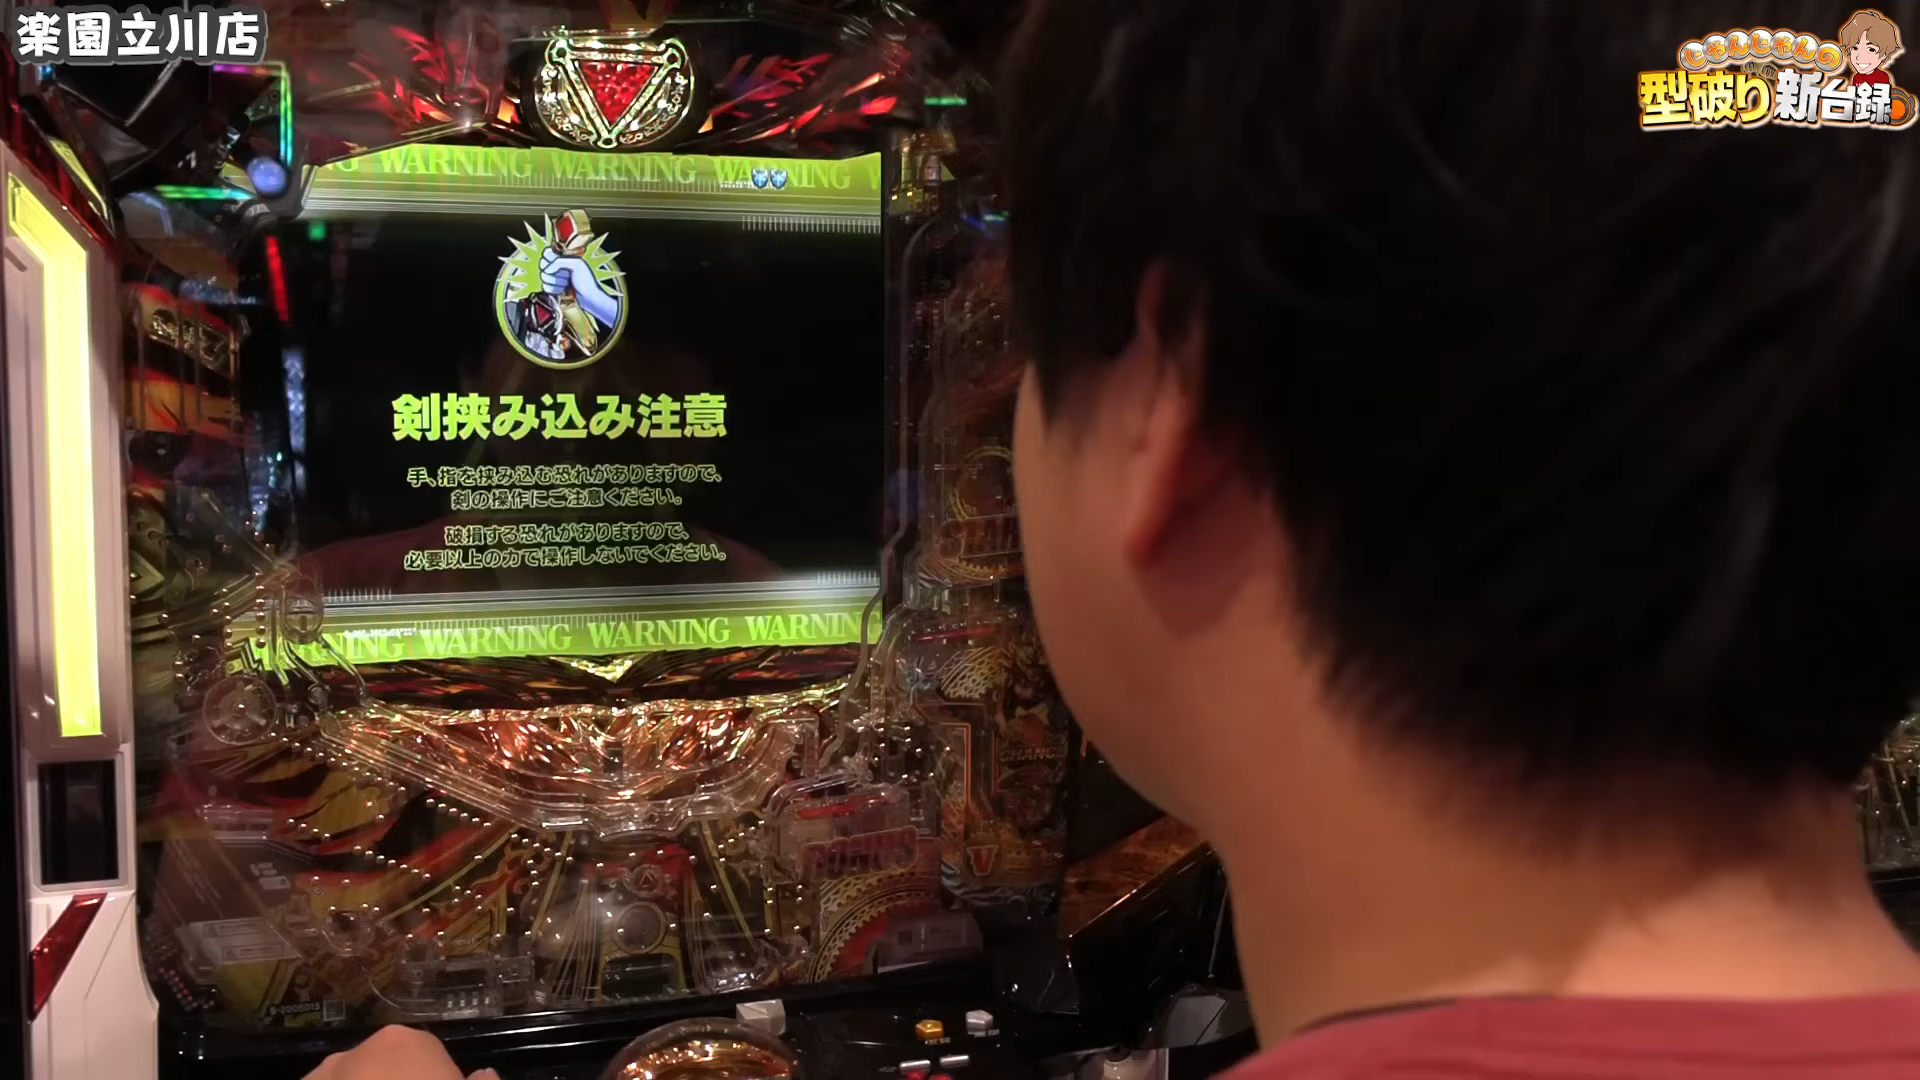 楽園立川店
じゃんじゃんの
型破り新台録
WARNING WARNING WARNING
剣挟み込み注意
手、指を挟み込む恐れがありますので、
剣の操作にご注意ください。
破損する恐れがありますので、
必要以上の力で操作しないでください。
WARNING WARNING WARNING WARNING
CHANCE
BONUS
V